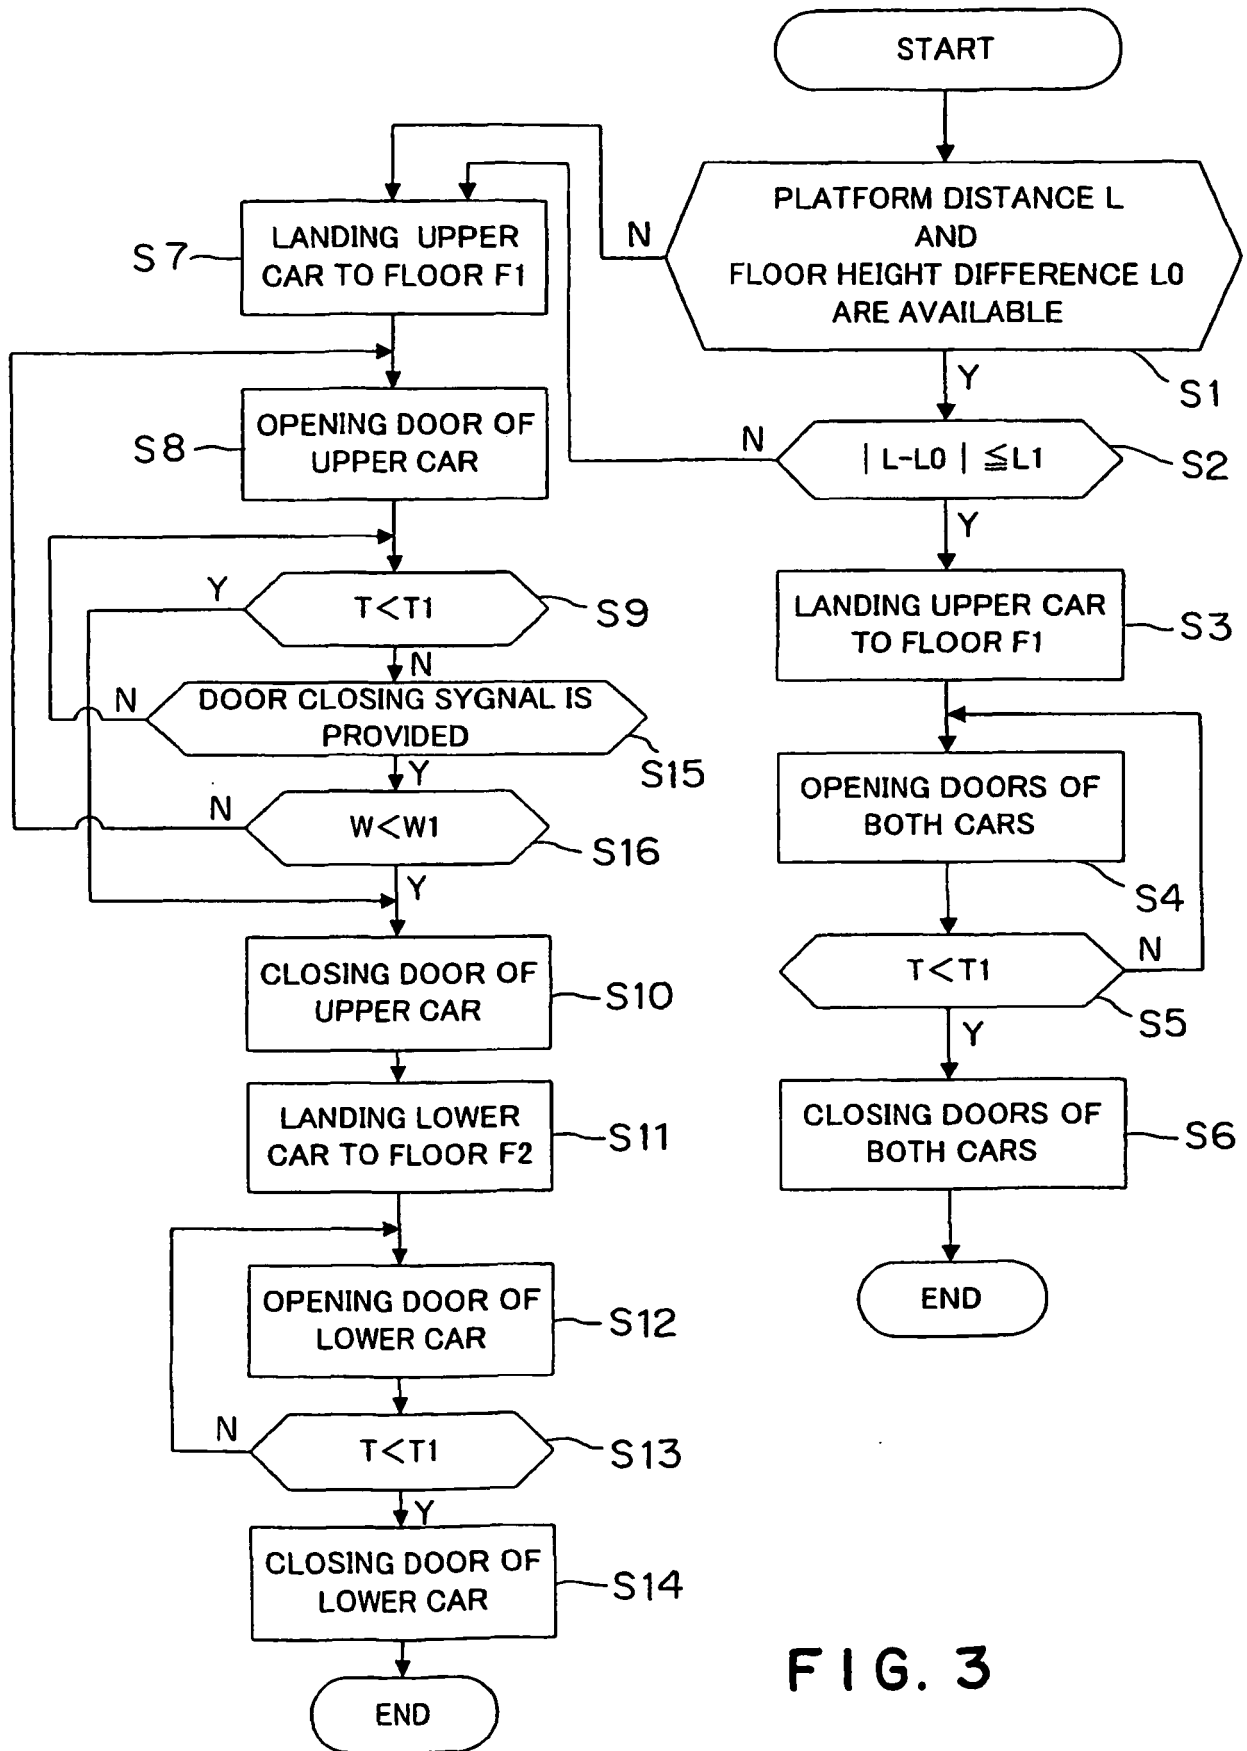 START
PLATFORM DISTANCE L
AND
FLOOR HEIGHT DIFFERENCE L0
ARE AVAILABLE
N
Y
S1
| L-L0 | ≦L1
N
Y
S2
LANDING UPPER CAR
TO FLOOR F1
S3
OPENING DOORS OF
BOTH CARS
S4
T<T1
N
Y
S5
CLOSING DOORS OF
BOTH CARS
S6
END
LANDING UPPER
CAR TO FLOOR F1
S7
OPENING DOOR OF
UPPER CAR
S8
Y
T<T1
S9
N
N
DOOR CLOSING SYGNAL IS
PROVIDED
S15
Y
N
W<W1
S16
Y
CLOSING DOOR OF
UPPER CAR
S10
LANDING LOWER
CAR TO FLOOR F2
S11
OPENING DOOR OF
LOWER CAR
S12
N
T<T1
S13
Y
CLOSING DOOR OF
LOWER CAR
S14
END
FIG. 3